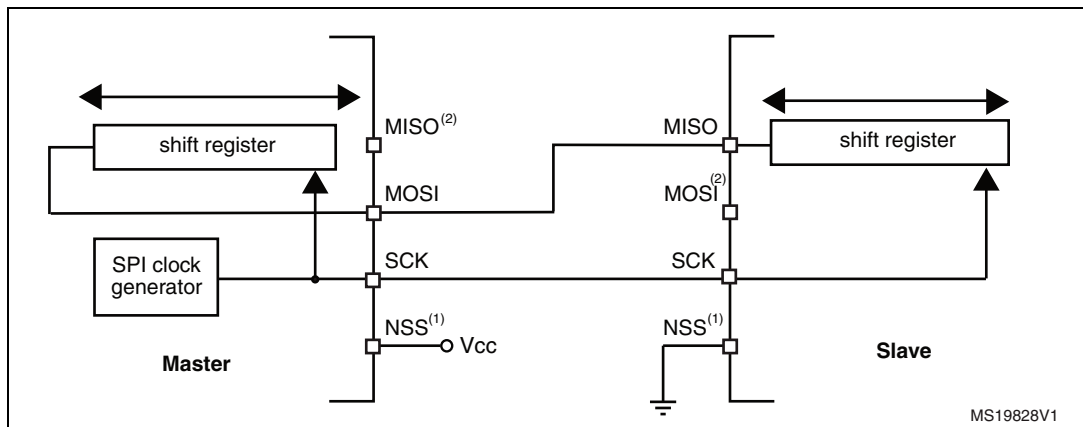 MISO(2)
shift register
MOSI
SPI clock
generator
SCK
NSS(1)
Vcc
Master
MISO
shift register
MOSI(2)
SCK
NSS(1)
Slave
MS19828V1